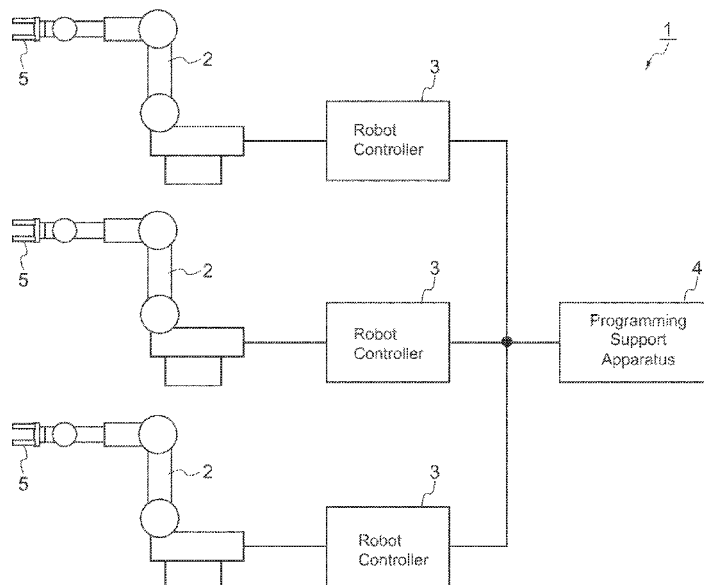 1
5
2
3
Robot
Controller
5
2
3
Robot
Controller
4
Programming
Support
Apparatus
5
2
3
Robot
Controller